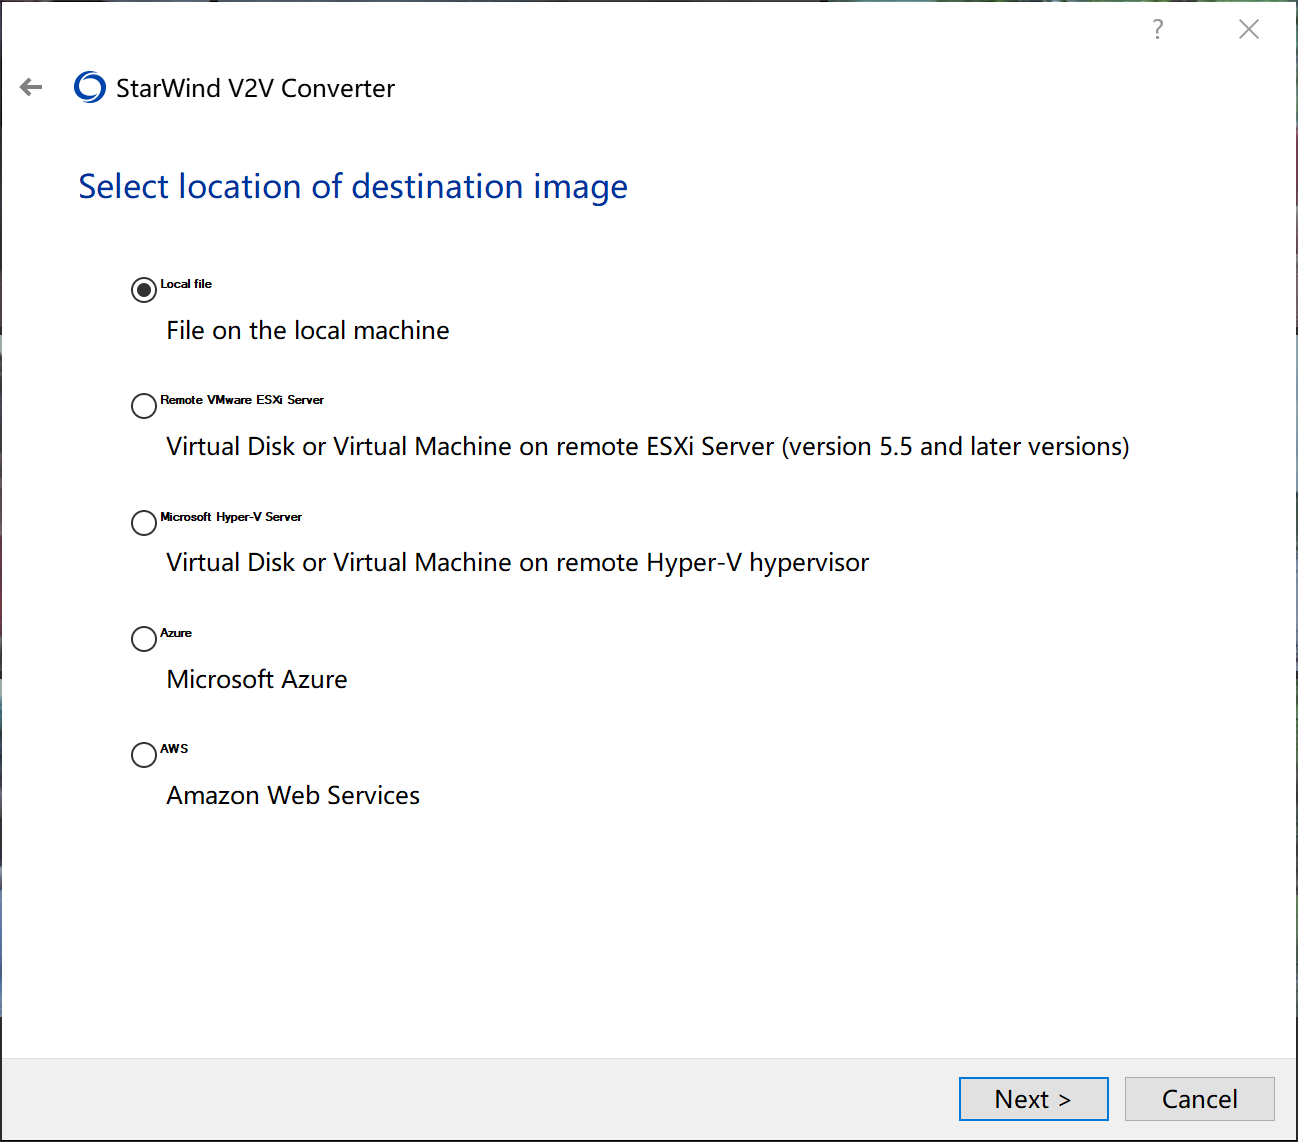 ?
StarWind V2V Converter
Select location of destination image
Local file
File on the local machine
Remote VMware ESXi Server
Virtual Disk or Virtual Machine on remote ESXi Server (version 5.5 and later versions)
Microsoft Hyper-V Server
Virtual Disk or Virtual Machine on remote Hyper-V hypervisor
Azure
Microsoft Azure
AWS
Amazon Web Services
Next >
Cancel